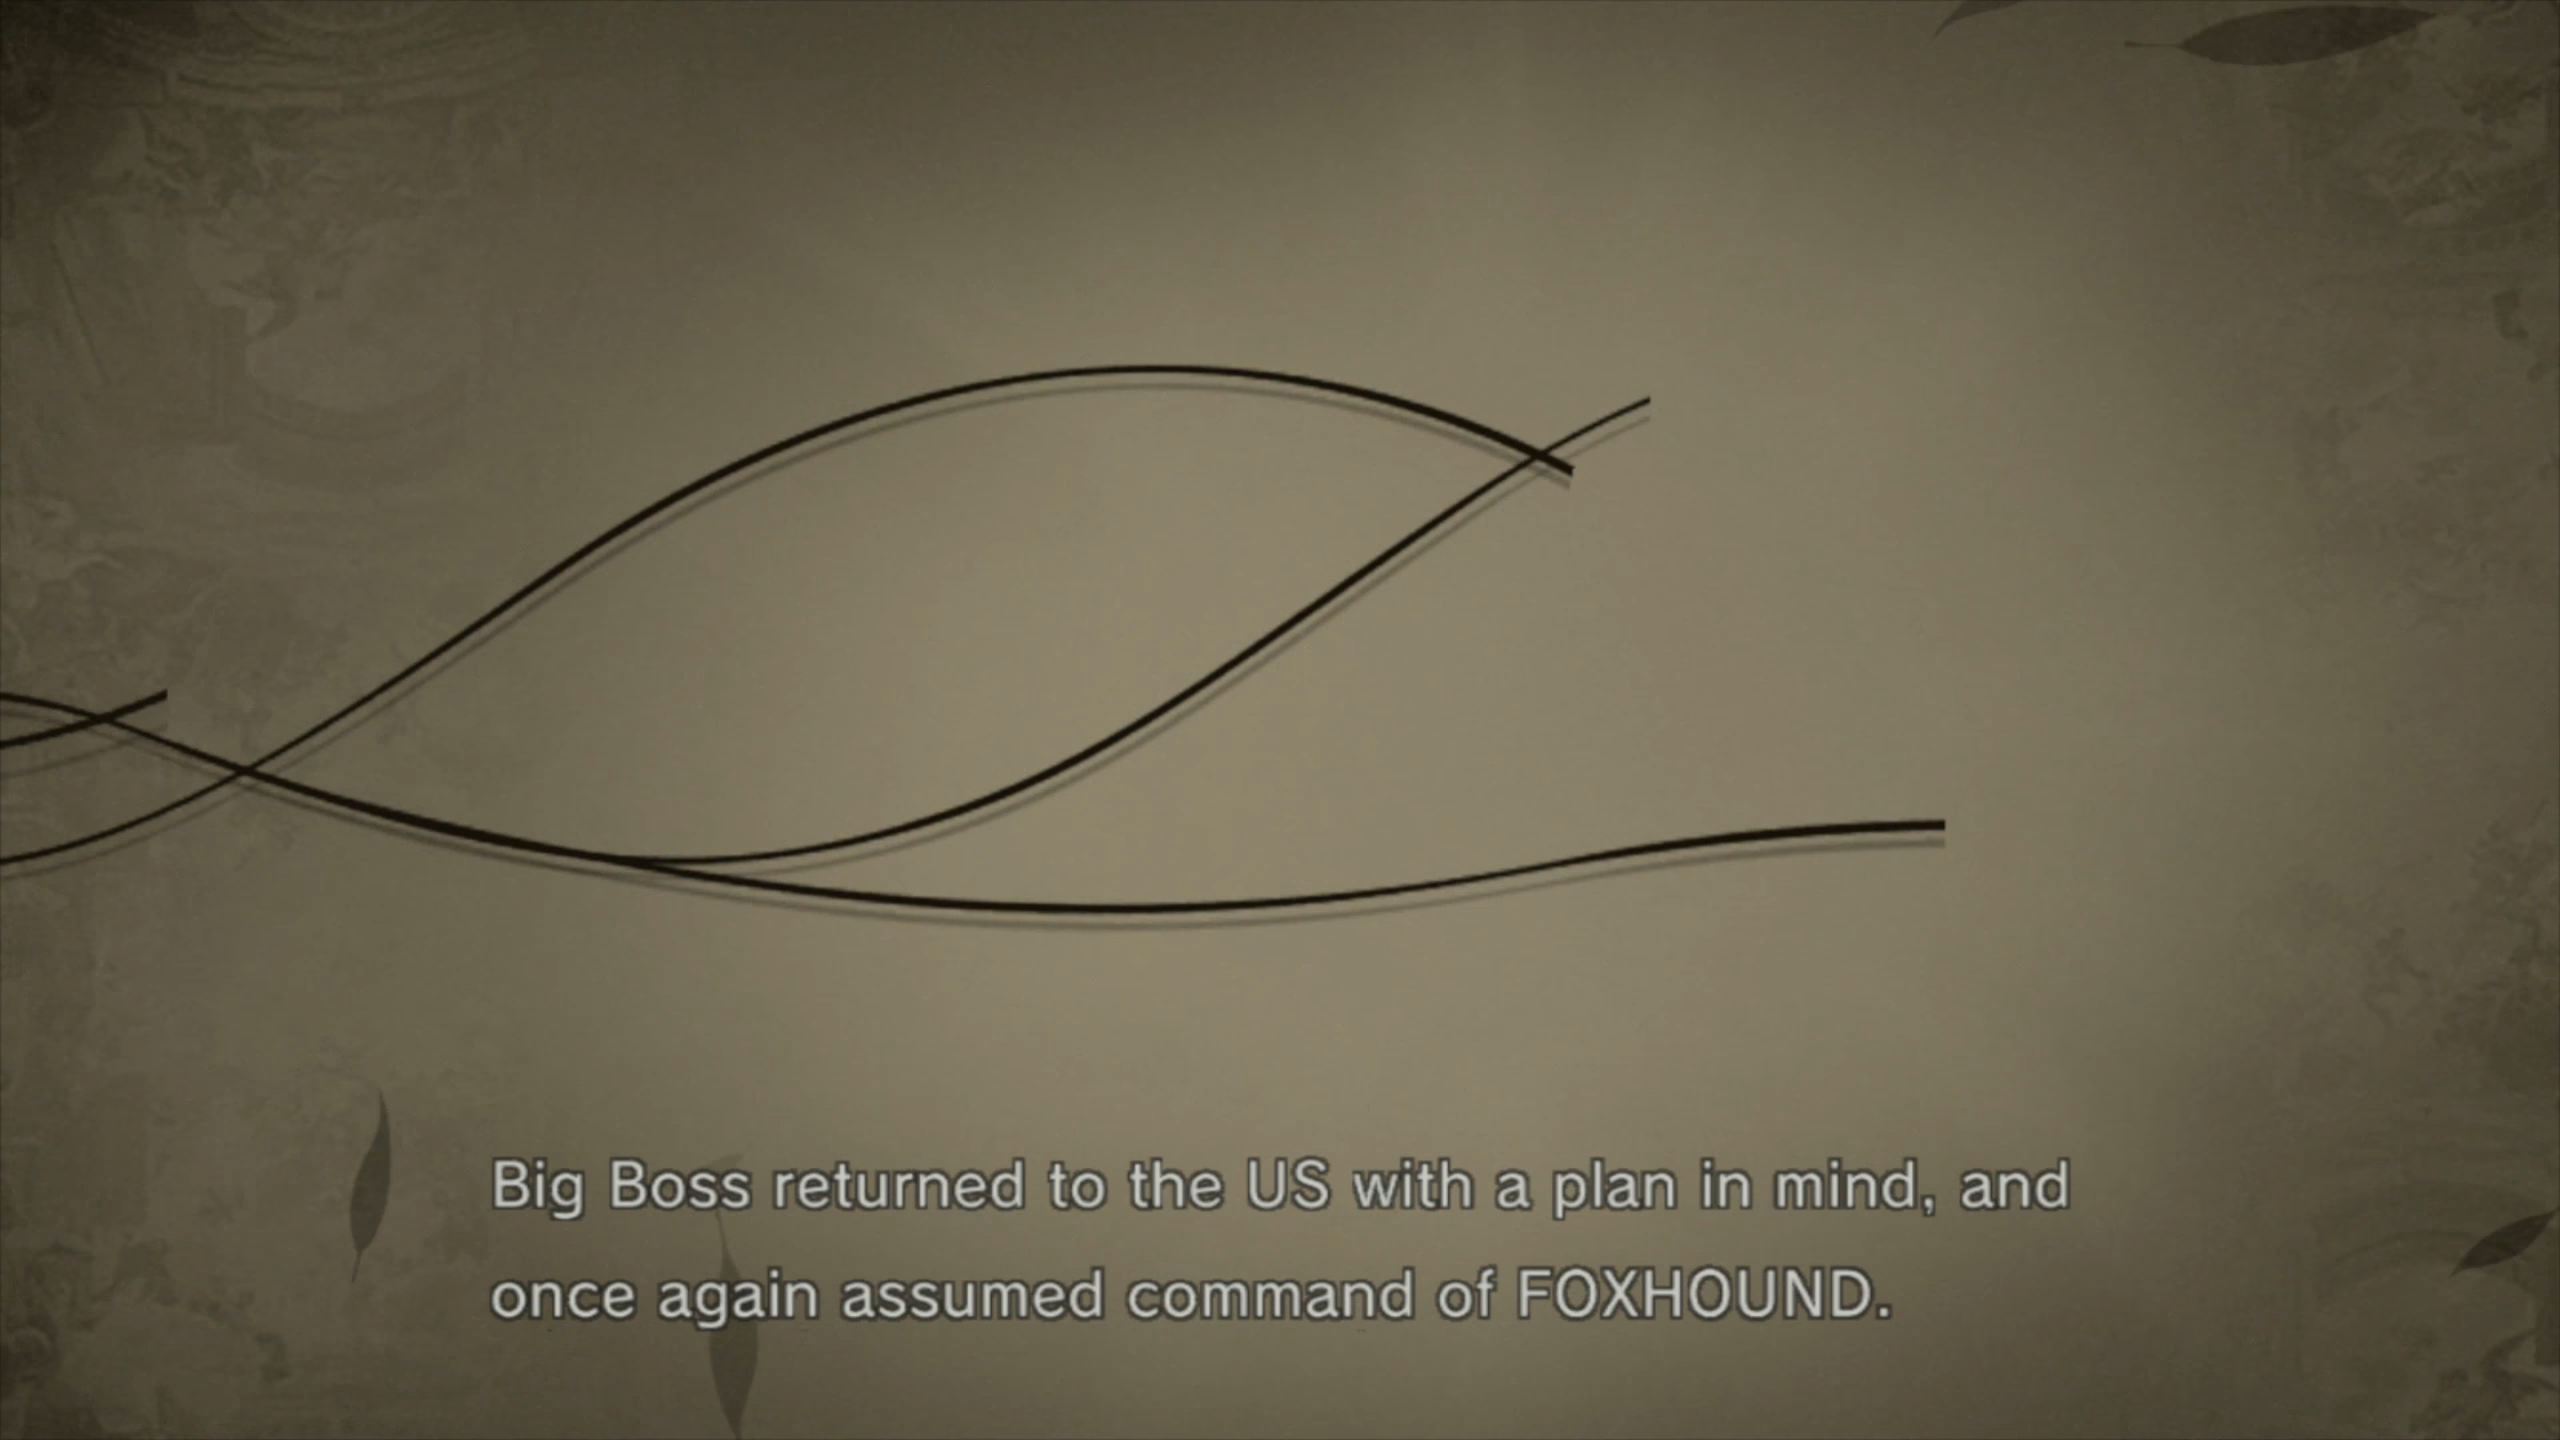 Big Boss returned to the US with a plan in mind, and
once again assumed command of FOXHOUND.